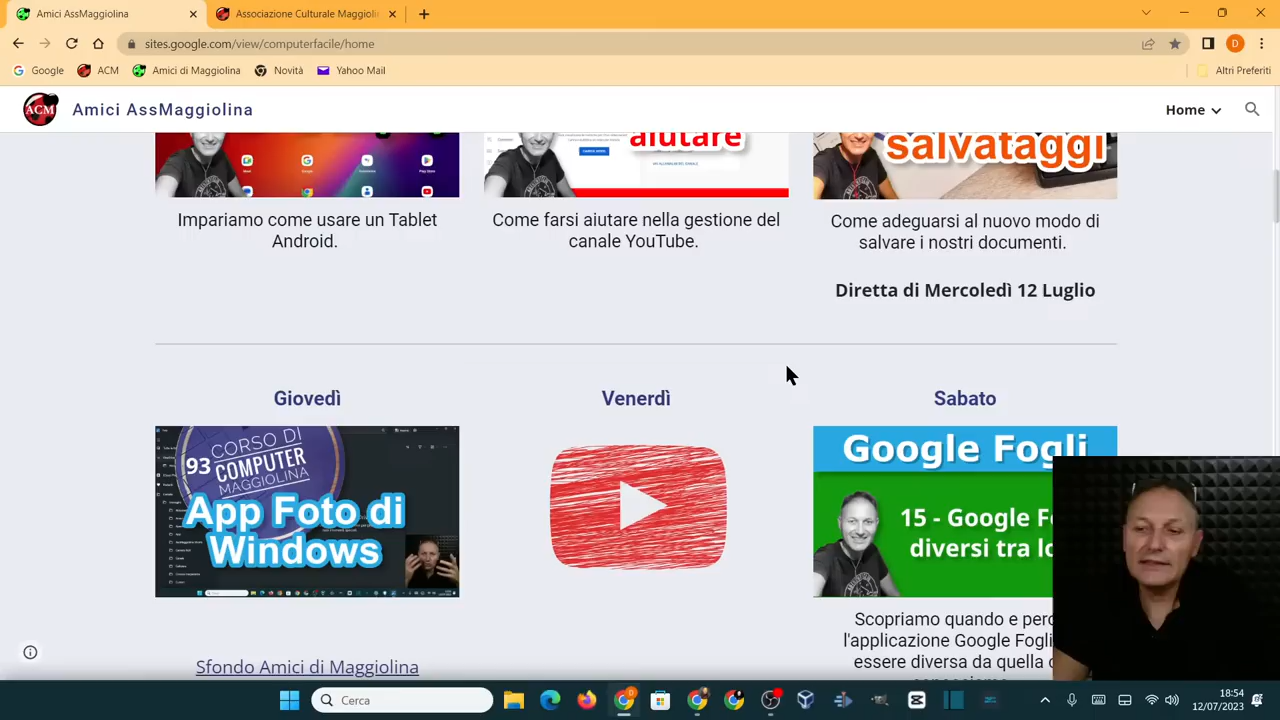 Amici AssMaggiolina
Associazione Culturale Maggioli
sites.google.com/view/computerfacile/home
Google
ACM
Amici di Maggiolina
Novità
Yahoo Mail
Altri Preferiti
D
ACM
Amici AssMaggiolina
Home
aiutare
salvataggi
Impariamo come usare un Tablet
Android.
Come farsi aiutare nella gestione del
canale YouTube.
Come adeguarsi al nuovo modo di
salvare i nostri documenti.
Diretta di Mercoledì 12 Luglio
Giovedì
Venerdì
Sabato
93
CORSO DI
COMPUTER
MAGGIOLINA
App Foto di
Windows
Google Fogli
15 - Google F
diversi tra lo
Sfondo Amici di Maggiolina
Scopriamo quando e perc
l'applicazione Google Fogli
essere diversa da quella c
Cerca
18:54
12/07/2023